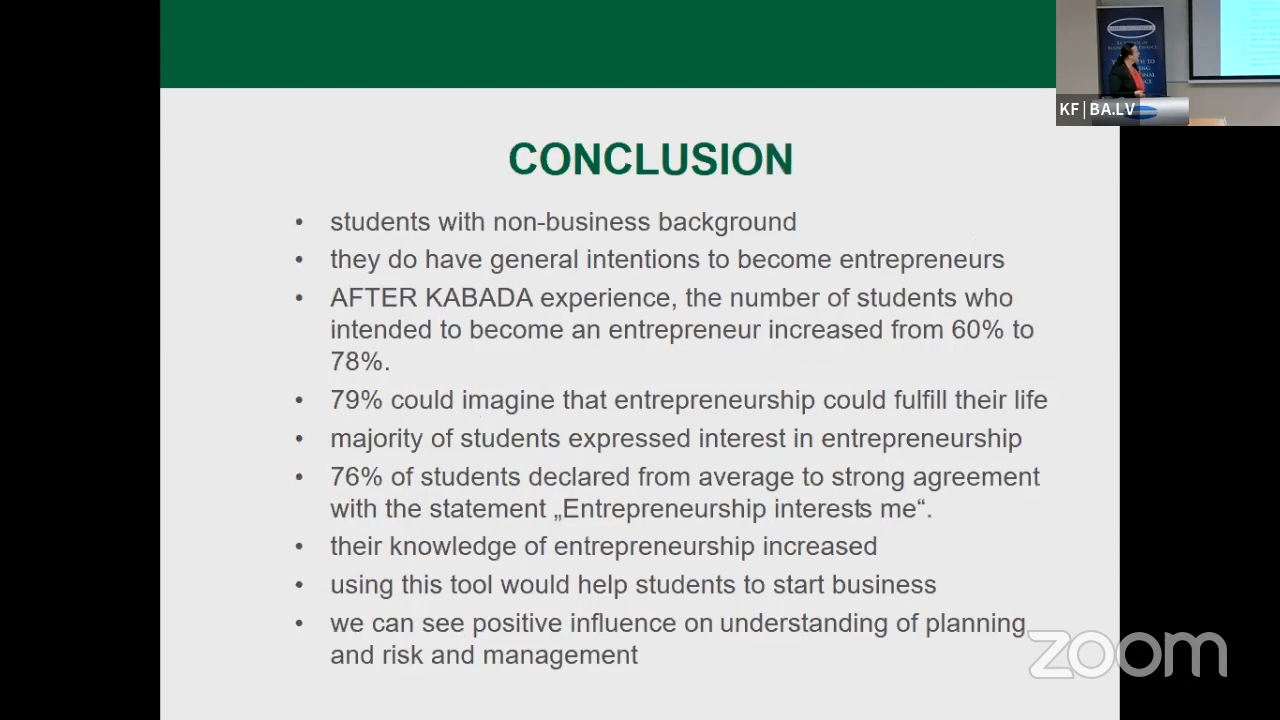 KF|BA.LV
CONCLUSION
• students with non-business background
• they do have general intentions to become entrepreneurs
• AFTER KABADA experience, the number of students who
intended to become an entrepreneur increased from 60% to
78%.
• 79% could imagine that entrepreneurship could fulfill their life
• majority of students expressed interest in entrepreneurship
• 76% of students declared from average to strong agreement
with the statement „Entrepreneurship interests me“.
• their knowledge of entrepreneurship increased
• using this tool would help students to start business
• we can see positive influence on understanding of planning
and risk and management
zoom